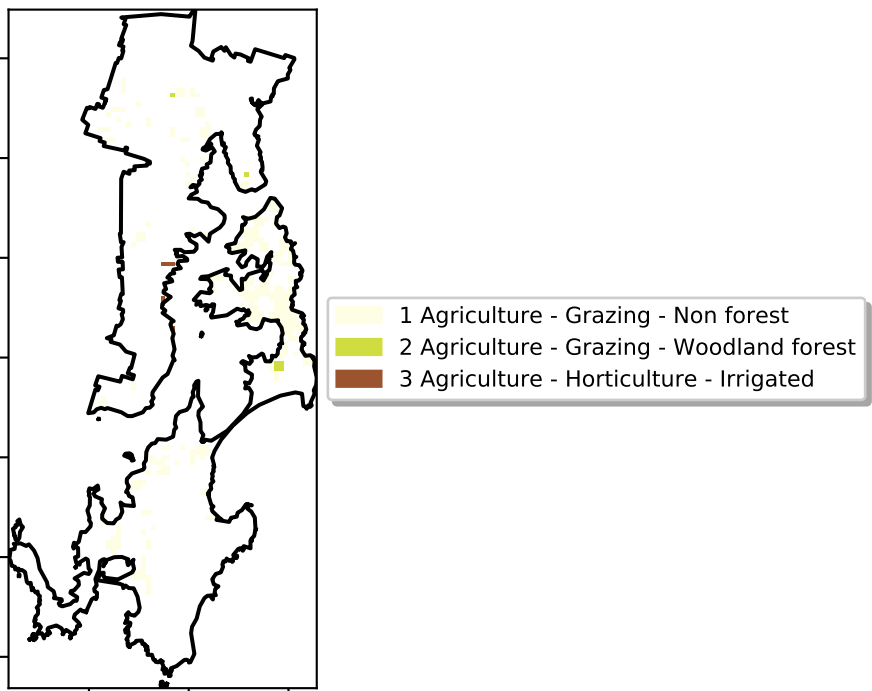 1 Agriculture - Grazing - Non forest
2 Agriculture - Grazing - Woodland forest
3 Agriculture - Horticulture - Irrigated